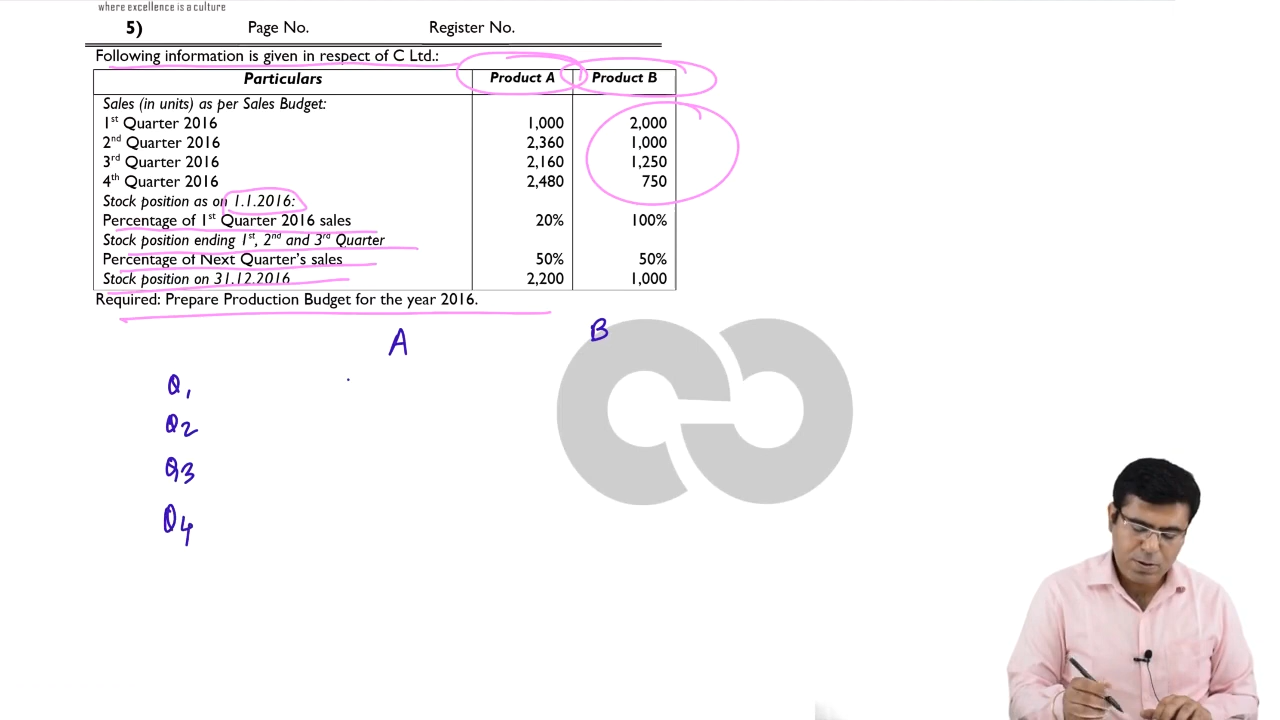 where excellence is a culture
5) Page No. Register No.
Following information is given in respect of C Ltd.:
Particulars Product A Product B
Sales (in units) as per Sales Budget:
1st Quarter 2016 1,000 2,000
2nd Quarter 2016 2,360 1,000
3rd Quarter 2016 2,160 1,250
4th Quarter 2016 2,480 750
Stock position as on 1.1.2016:
Percentage of 1st Quarter 2016 sales 20% 100%
Stock position ending 1st, 2nd and 3rd Quarter
Percentage of Next Quarter's sales 50% 50%
Stock position on 31.12.2016 2,200 1,000
Required: Prepare Production Budget for the year 2016.
A B
Q1
Q2
Q3
Q4